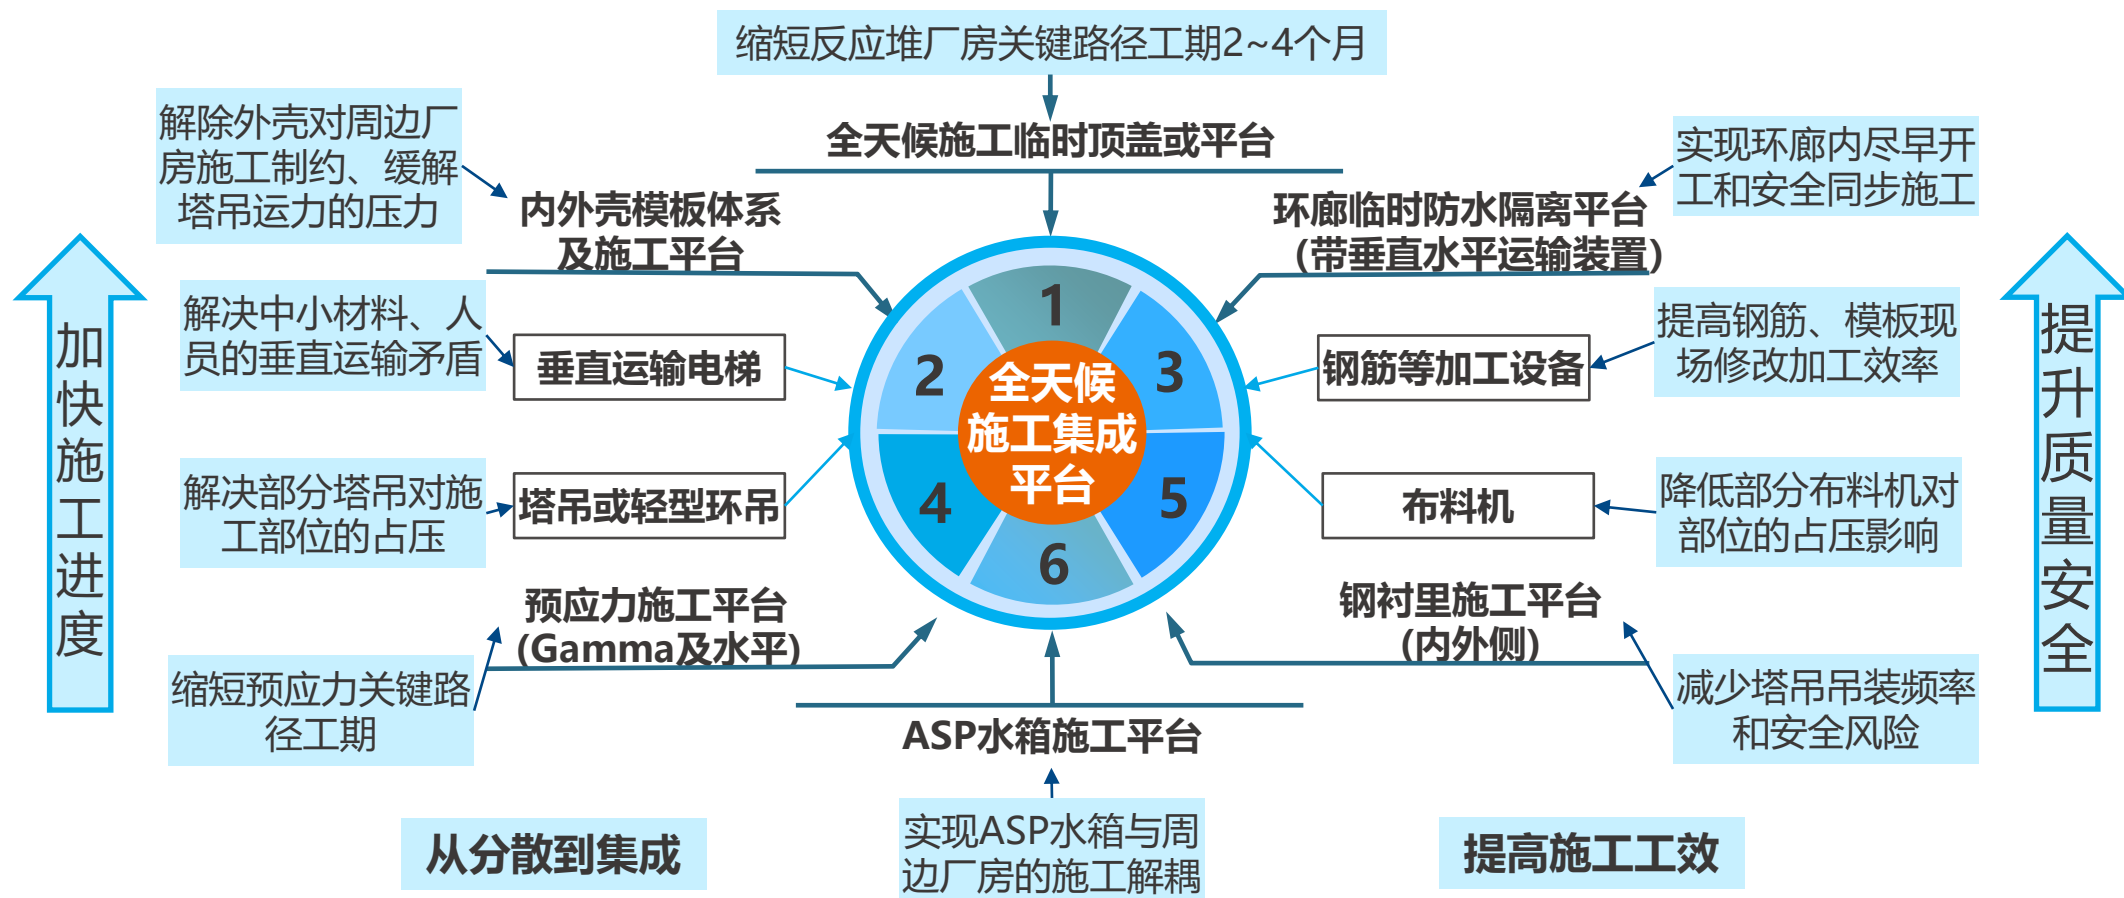 缩短反应堆厂房关键路径工期2~4个月
全天候施工临时顶盖或平台
解除外壳对周边厂
房施工制约、缓解
塔吊运力的压力
内外壳模板体系
及施工平台
环廊临时防水隔离平台
(带垂直水平运输装置)
实现环廊内尽早开
工和安全同步施工
加快施工进度
解决中小材料、人
员的垂直运输矛盾
垂直运输电梯
解决部分塔吊对施
工部位的占压
塔吊或轻型环吊
1
2
3
4
5
6
全天候
施工集成
平台
钢筋等加工设备
提高钢筋、模板现
场修改加工效率
布料机
降低部分布料机对
部位的占压影响
提升质量安全
预应力施工平台
(Gamma及水平)
缩短预应力关键路
径工期
钢衬里施工平台
(内外侧)
减少塔吊吊装频率
和安全风险
ASP水箱施工平台
实现ASP水箱与周
边厂房的施工解耦
从分散到集成
提高施工工效